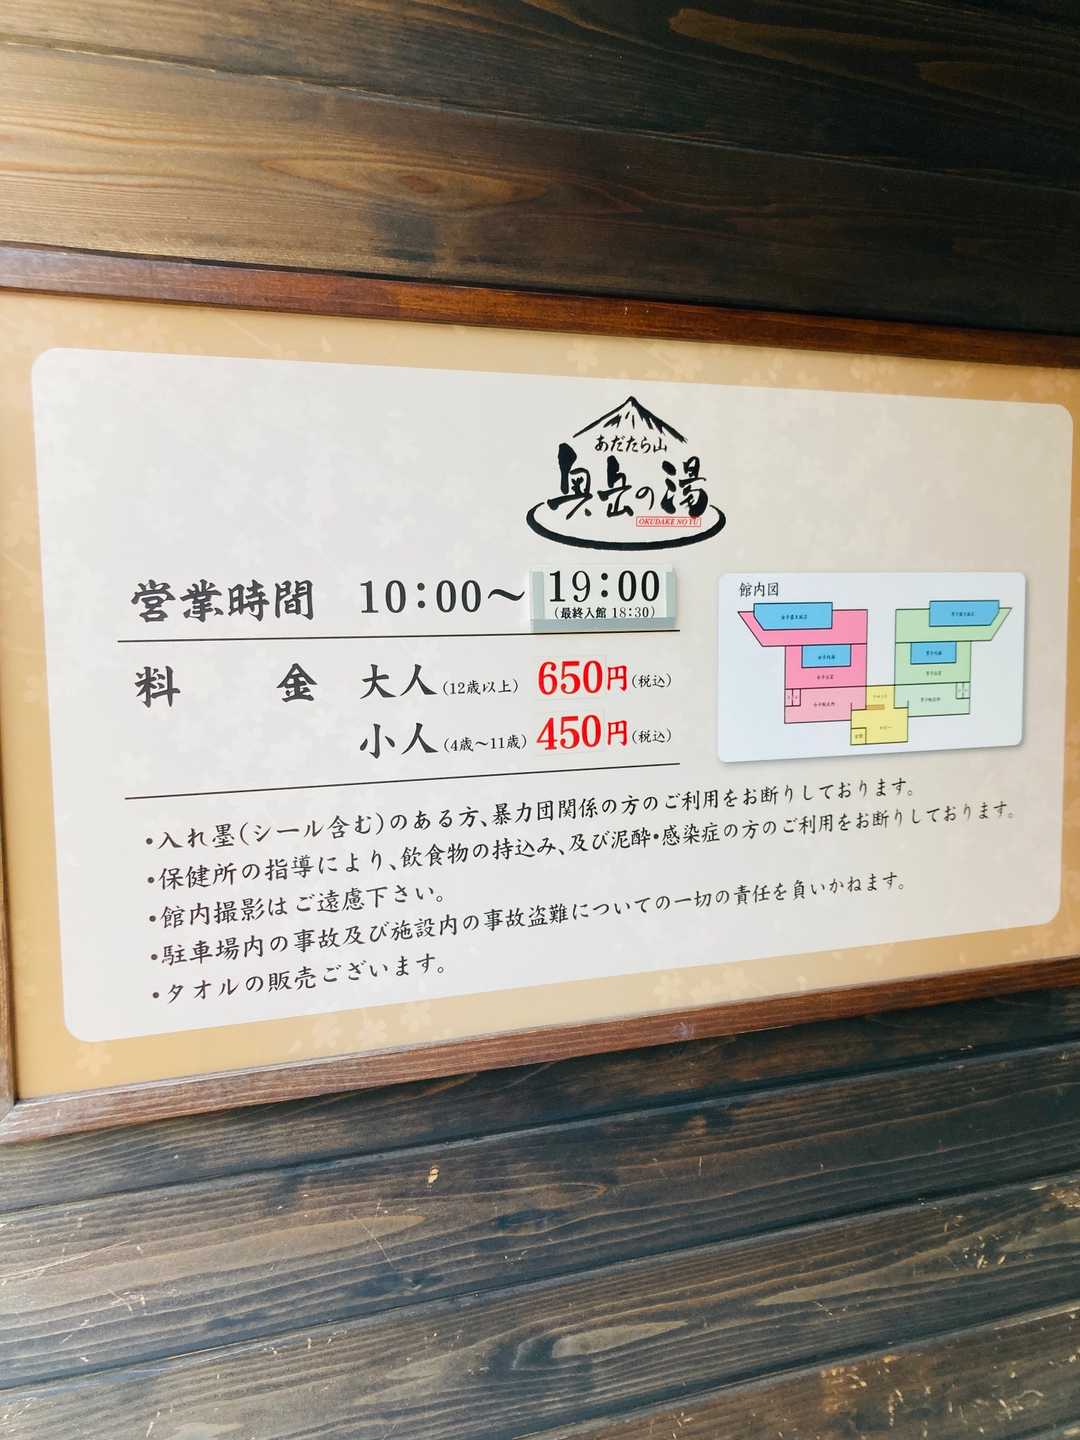 あだたら山
奥岳の湯
OKUDAKE NO YU
営業時間 10：00〜19：00
（最終入館 18：30）
料 金 大人（12歳以上） 650円（税込）
小人（4歳〜11歳） 450円（税込）
館内図
・入れ墨（シール含む）のある方、暴力団関係の方のご利用をお断りしております。
・保健所の指導により、飲食物の持込み、及び泥酔・感染症の方のご利用をお断りしております。
・館内撮影はご遠慮下さい。
・駐車場内の事故及び施設内の事故盗難についての一切の責任を負いかねます。
・タオルの販売ございます。